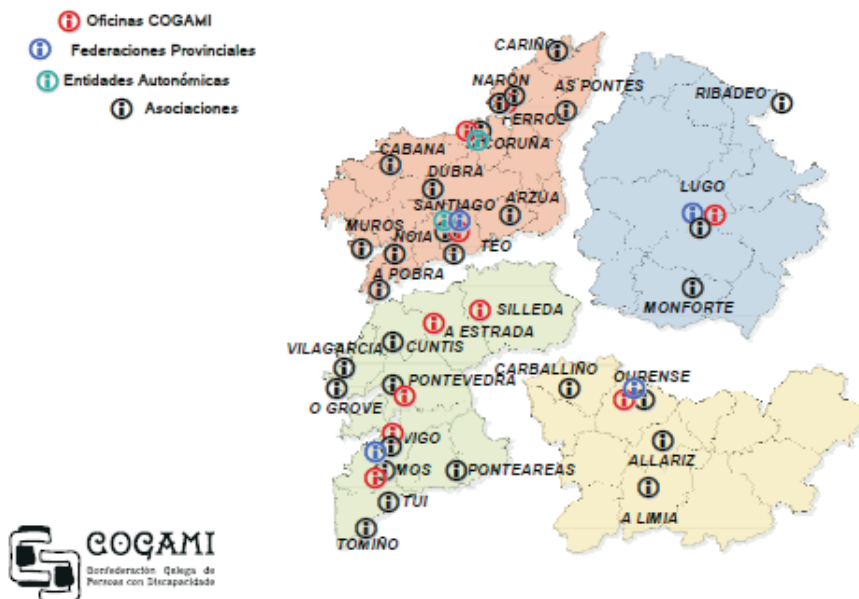 Oficinas COGAMI
Federaciones Provinciales
Entidades Autonómicas
Asociaciones
CARIÑO
NARÓN
AS PONTES
RIBADEO
FERROL
CORUÑA
CABANA
DUBRA
LUGO
SANTIAGO
ARZÚA
MUROS
NOIA
TEO
A POBRA
MONFORTE
SILLEDA
A ESTRADA
VILAGARCIA
CUNTIS
CARBALLIÑO
OURENSE
PONTEVEDRA
O GROVE
VIGO
ALLARIZ
MOS
PONTEAREAS
TUI
A LIMIA
TOMIÑO
COGAMI
Confederación Galega de
Persoas con Discapacidade